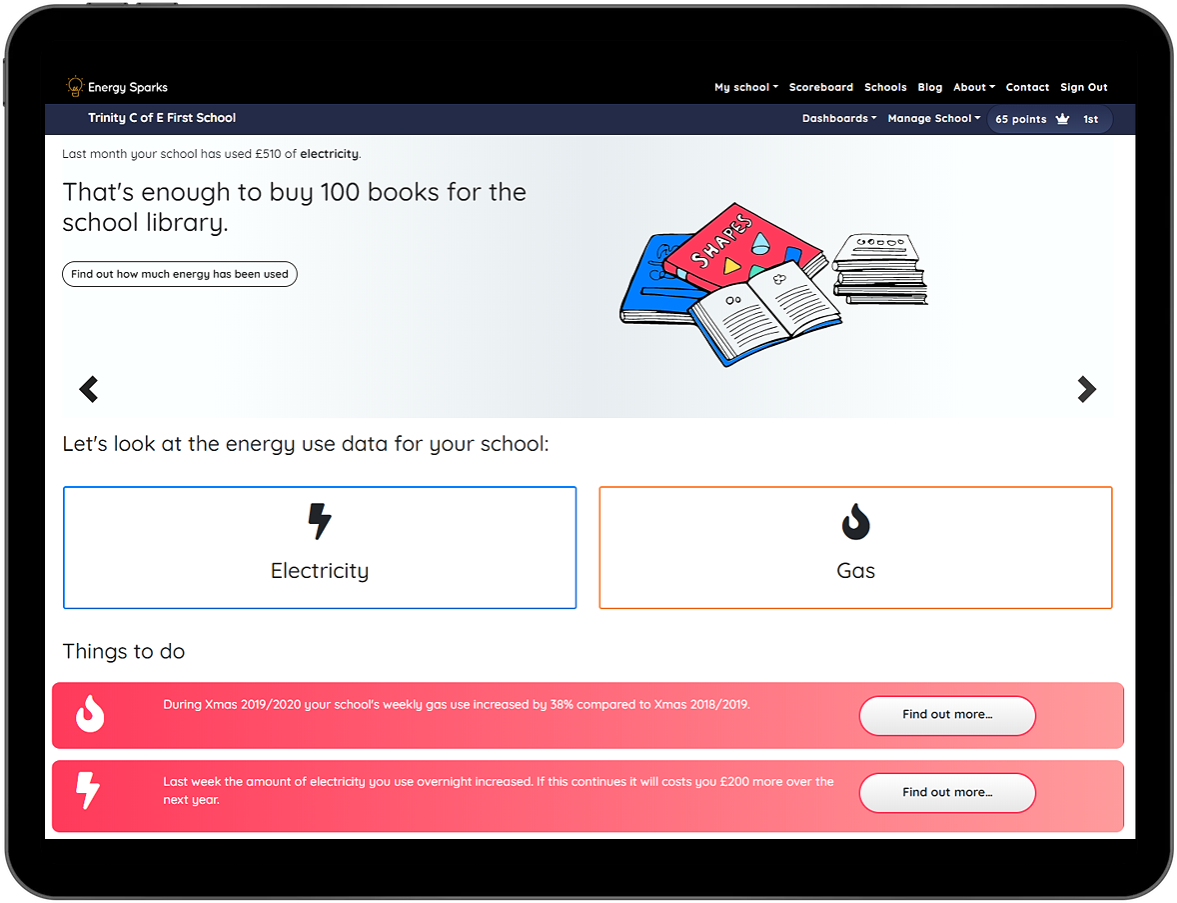 Energy Sparks
My school Scoreboard Schools Blog About Contact Sign Out
Trinity C of E First School
Dashboards Manage School 65 points 1st
Last month your school has used £510 of electricity.
That's enough to buy 100 books for the
school library.
Find out how much energy has been used
SHAPES
Let's look at the energy use data for your school:
Electricity
Gas
Things to do
During Xmas 2019/2020 your school's weekly gas use increased by 38% compared to Xmas 2018/2019.
Find out more...
Last week the amount of electricity you use overnight increased. If this continues it will costs you £200 more over the
next year.
Find out more...